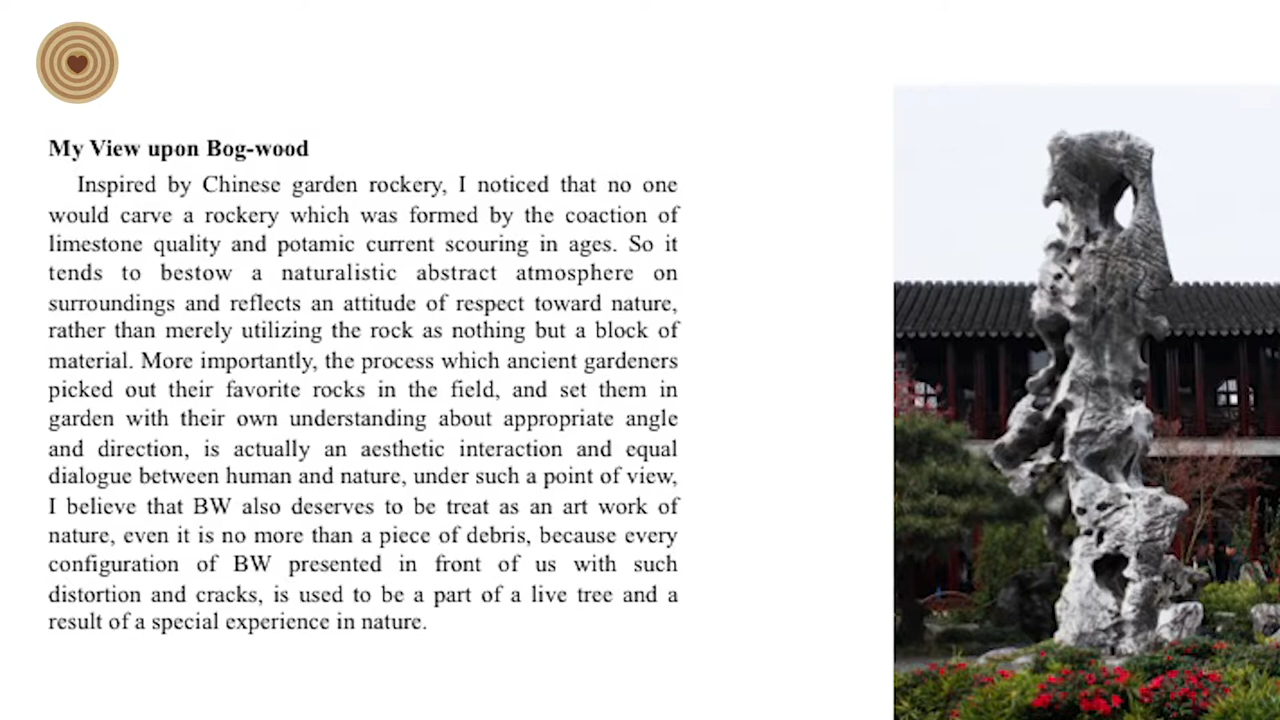 My View upon Bog-wood
Inspired by Chinese garden rockery, I noticed that no one
would carve a rockery which was formed by the coaction of
limestone quality and potamic current scouring in ages. So it
tends to bestow a naturalistic abstract atmosphere on
surroundings and reflects an attitude of respect toward nature,
rather than merely utilizing the rock as nothing but a block of
material. More importantly, the process which ancient gardeners
picked out their favorite rocks in the field, and set them in
garden with their own understanding about appropriate angle
and direction, is actually an aesthetic interaction and equal
dialogue between human and nature, under such a point of view,
I believe that BW also deserves to be treat as an art work of
nature, even it is no more than a piece of debris, because every
configuration of BW presented in front of us with such
distortion and cracks, is used to be a part of a live tree and a
result of a special experience in nature.